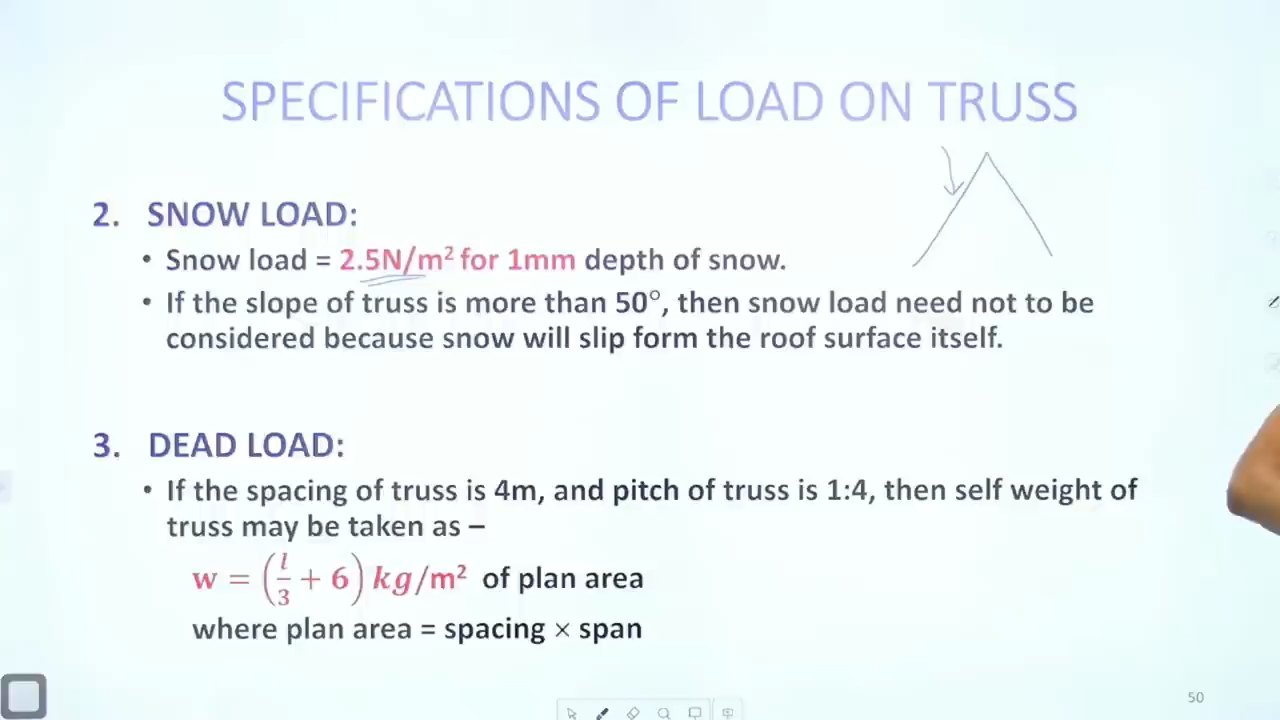 SPECIFICATIONS OF LOAD ON TRUSS
2. SNOW LOAD:
• Snow load = 2.5N/m² for 1mm depth of snow.
• If the slope of truss is more than 50°, then snow load need not to be
considered because snow will slip form the roof surface itself.
3. DEAD LOAD:
• If the spacing of truss is 4m, and pitch of truss is 1:4, then self weight of
truss may be taken as –
w = (l/3 + 6) kg/m² of plan area
where plan area = spacing × span
50